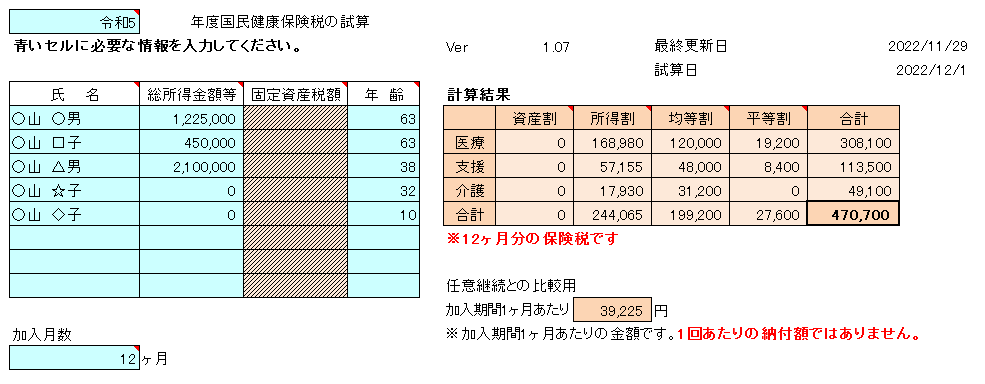 令和5 年度国民健康保険税の試算
青いセルに必要な情報を入力してください。
Ver 1.07 最終更新日 2022/11/29
試算日 2022/12/1
氏 名 総所得金額等 固定資産税額 年 齢
〇山 〇男 1,225,000 63
〇山 □子 450,000 63
〇山 △男 2,100,000 38
〇山 ☆子 0 32
〇山 ◇子 0 10
加入月数
12 ヶ月
計算結果
資産割 所得割 均等割 平等割 合計
医療 0 168,980 120,000 19,200 308,100
支援 0 57,155 48,000 8,400 113,500
介護 0 17,930 31,200 0 49,100
合計 0 244,065 199,200 27,600 470,700
※12ヶ月分の保険税です
任意継続との比較用
加入期間1ヶ月あたり 39,225 円
※加入期間1ヶ月あたりの金額です。1回あたりの納付額ではありません。